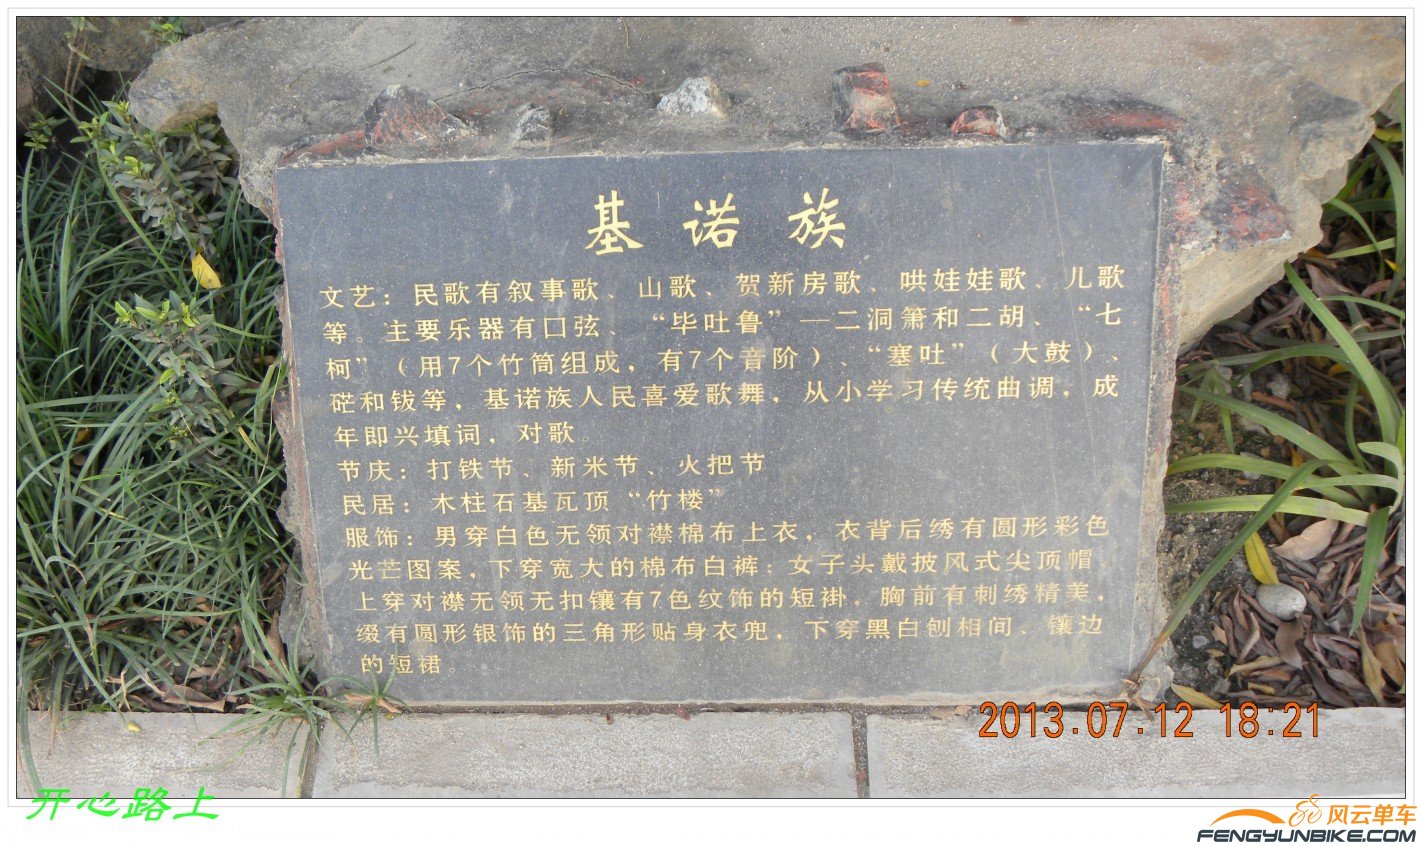 基诺族
文艺：民歌有叙事歌、山歌、贺新房歌、哄娃娃歌、儿歌
等。主要乐器有口弦、“毕吐鲁”—二洞箫和二胡、“七
柯”（用7个竹筒组成，有7个音阶）、“塞吐”（大鼓）、
硭和钹等，基诺族人民喜爱歌舞，从小学习传统曲调，成
年即兴填词，对歌。
节庆：打铁节、新米节、火把节
民居：木柱石基瓦顶“竹楼”
服饰：男穿白色无领对襟棉布上衣，衣背后绣有圆形彩色
光芒图案，下穿宽大的棉布白裤；女子头戴披风式尖顶帽
上穿对襟无领无扣镶有7色纹饰的短褂，胸前有刺绣精美，
缀有圆形银饰的三角形贴身衣兜，下穿黑白刨相间、镶边
的短裙。
2013.07.12 18:21
开心路上
风云单车
FENGYUNBIKE.COM